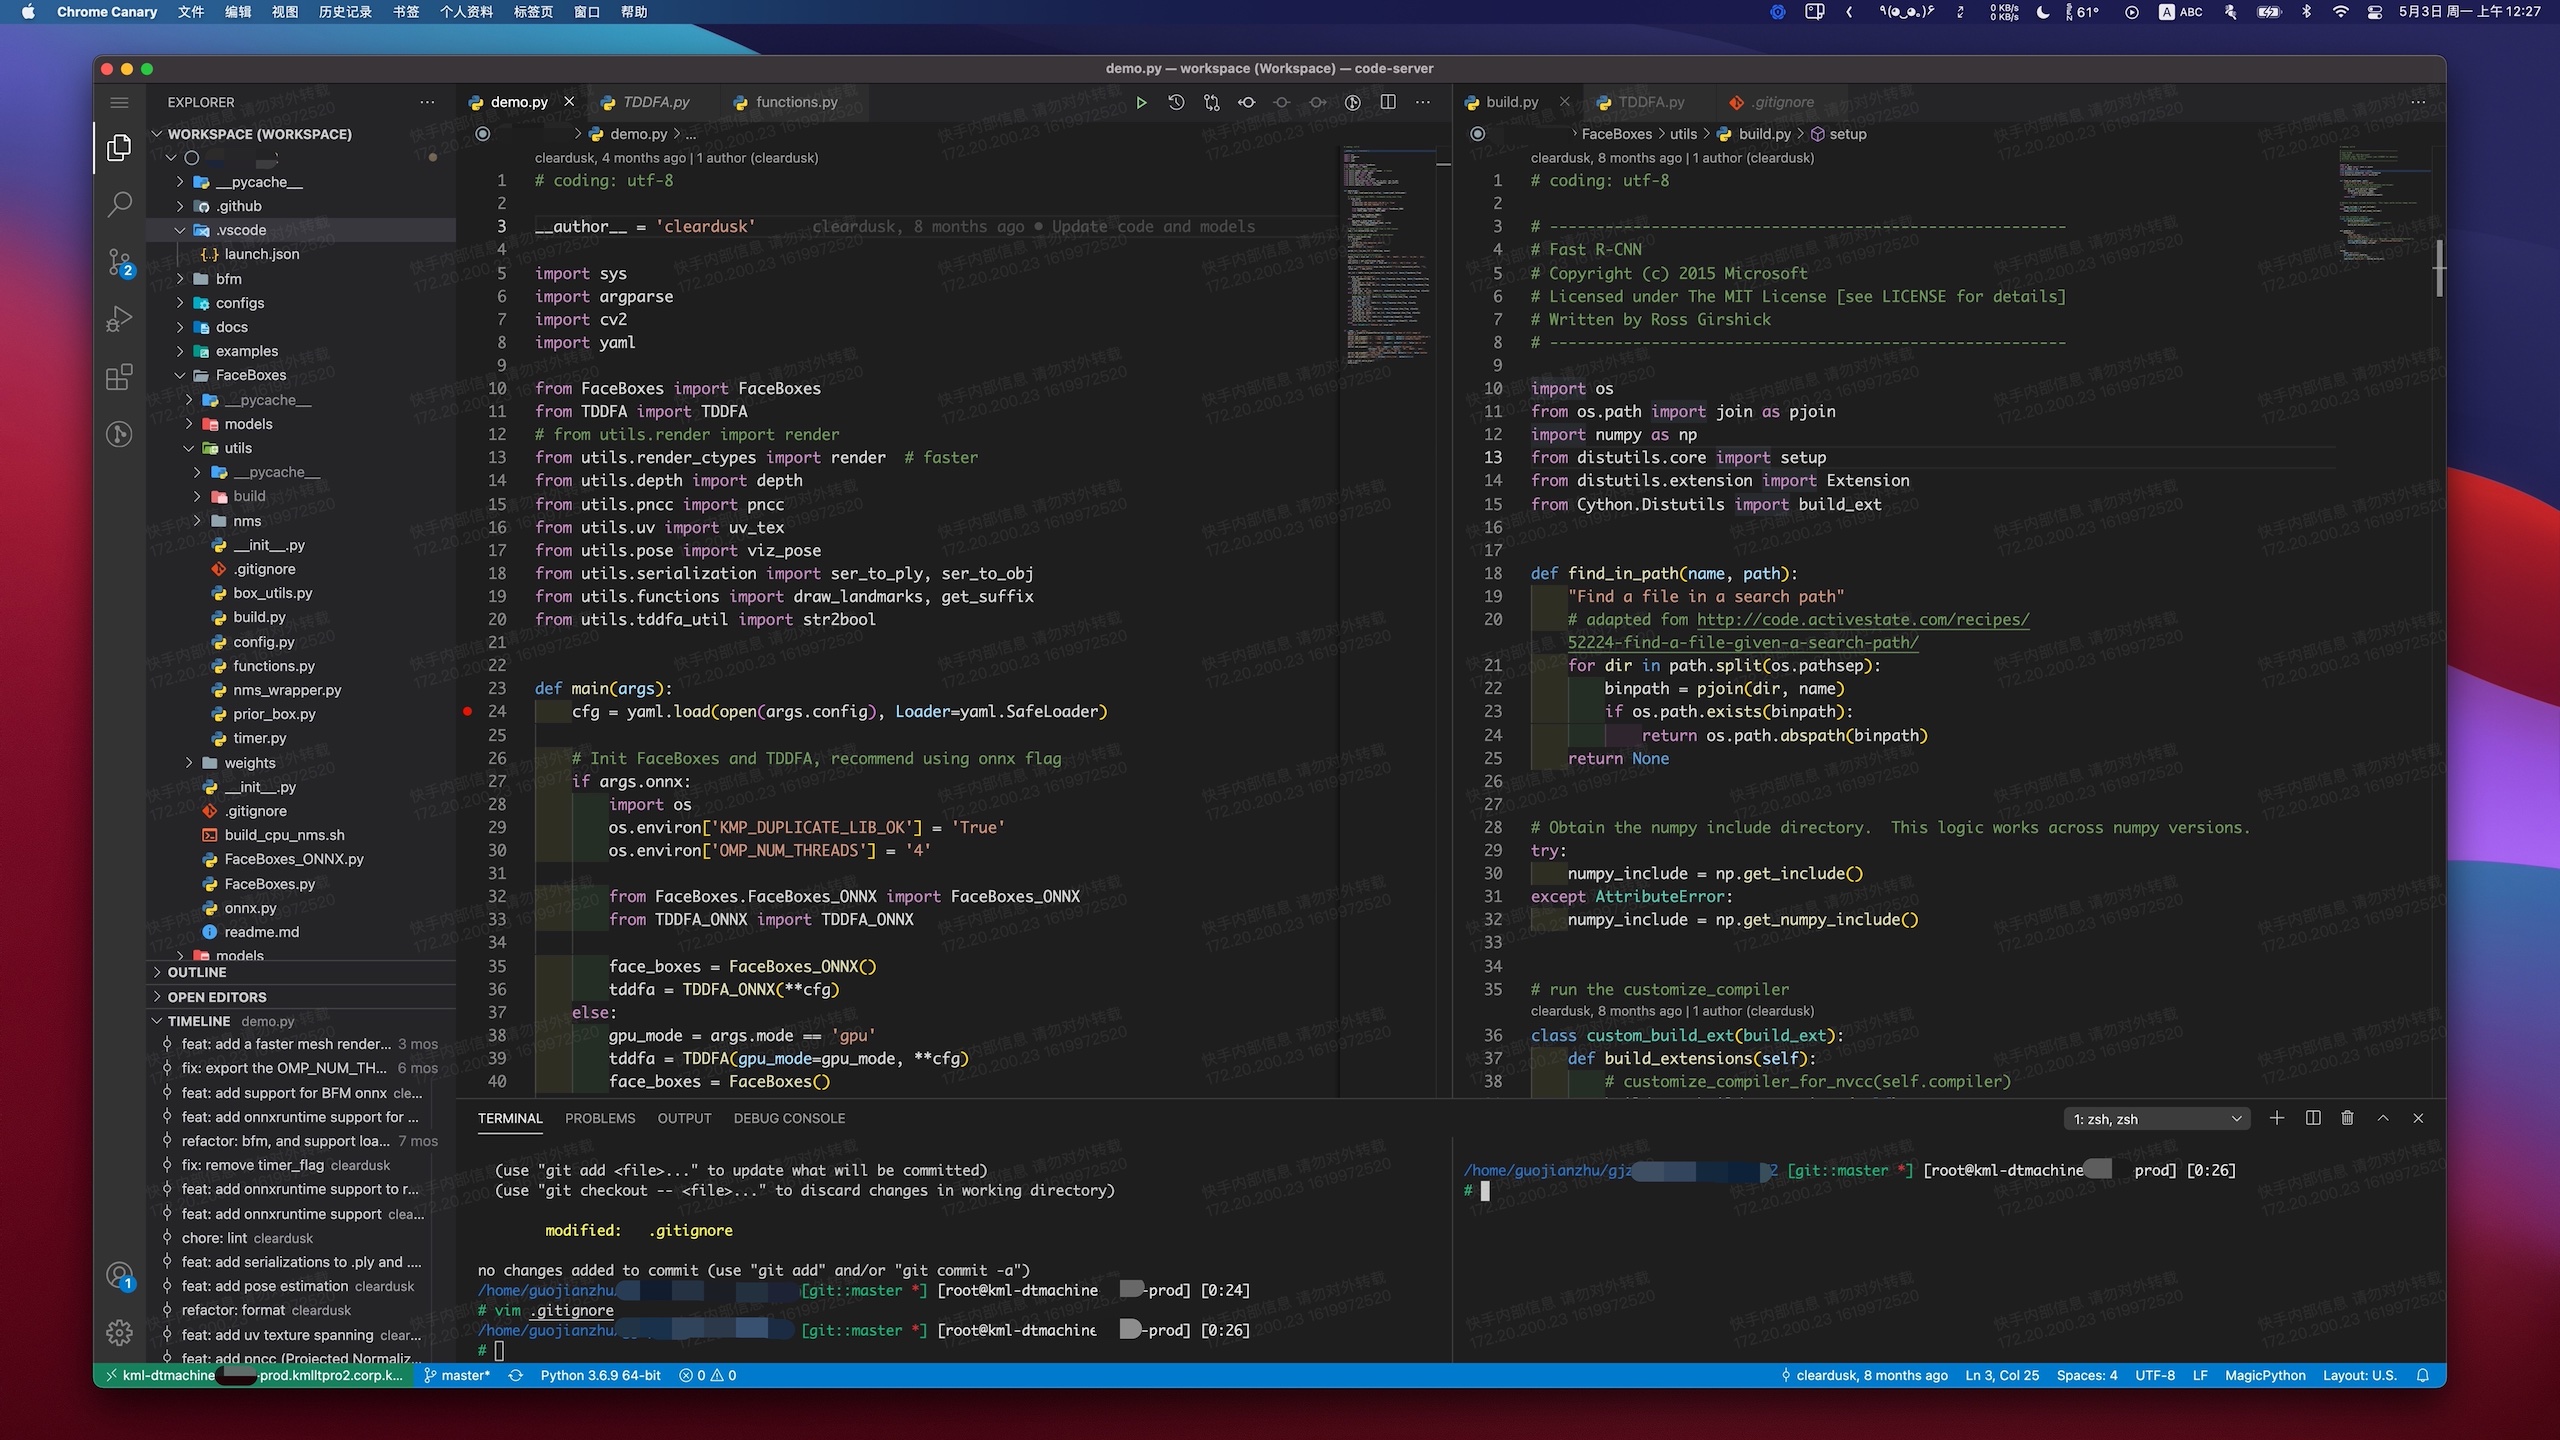 Chrome Canary 文件 编辑 视图 历史记录 书签 个人资料 标签页 窗口 帮助
0 KB/s
0 KB/s
61°
A ABC
5月3日 周一 上午 12:27
demo.py — workspace (Workspace) — code-server
EXPLORER
WORKSPACE (WORKSPACE)
__pycache__
.github
.vscode
launch.json
bfm
configs
docs
examples
FaceBoxes
__pycache__
models
utils
__pycache__
build
nms
__init__.py
.gitignore
box_utils.py
build.py
config.py
functions.py
nms_wrapper.py
prior_box.py
timer.py
weights
__init__.py
.gitignore
build_cpu_nms.sh
FaceBoxes_ONNX.py
FaceBoxes.py
onnx.py
readme.md
models
OUTLINE
OPEN EDITORS
TIMELINE demo.py
feat: add a faster mesh render... 3 mos
fix: export the OMP_NUM_TH... 6 mos
feat: add support for BFM onnx cle...
feat: add onnxruntime support for ...
refactor: bfm, and support loa... 7 mos
fix: remove timer_flag cleardusk
feat: add onnxruntime support to r...
feat: add onnxruntime support clea...
chore: lint cleardusk
feat: add serializations to .ply and ....
feat: add pose estimation cleardusk
refactor: format cleardusk
feat: add uv texture spanning clear...
feat: add pncc (Projected Normaliz...
2
1
demo.py TDDFA.py functions.py
demo.py ...
cleardusk, 4 months ago | 1 author (cleardusk)
1 # coding: utf-8
2
3 __author__ = 'cleardusk' cleardusk, 8 months ago • Update code and models
4
5 import sys
6 import argparse
7 import cv2
8 import yaml
9
10 from FaceBoxes import FaceBoxes
11 from TDDFA import TDDFA
12 # from utils.render import render
13 from utils.render_ctypes import render # faster
14 from utils.depth import depth
15 from utils.pncc import pncc
16 from utils.uv import uv_tex
17 from utils.pose import viz_pose
18 from utils.serialization import ser_to_ply, ser_to_obj
19 from utils.functions import draw_landmarks, get_suffix
20 from utils.tddfa_util import str2bool
21
22
23 def main(args):
24 cfg = yaml.load(open(args.config), Loader=yaml.SafeLoader)
25
26 # Init FaceBoxes and TDDFA, recommend using onnx flag
27 if args.onnx:
28 import os
29 os.environ['KMP_DUPLICATE_LIB_OK'] = 'True'
30 os.environ['OMP_NUM_THREADS'] = '4'
31
32 from FaceBoxes.FaceBoxes_ONNX import FaceBoxes_ONNX
33 from TDDFA_ONNX import TDDFA_ONNX
34
35 face_boxes = FaceBoxes_ONNX()
36 tddfa = TDDFA_ONNX(**cfg)
37 else:
38 gpu_mode = args.mode == 'gpu'
39 tddfa = TDDFA(gpu_mode=gpu_mode, **cfg)
40 face_boxes = FaceBoxes()
build.py TDDFA.py .gitignore
FaceBoxes utils build.py setup
cleardusk, 8 months ago | 1 author (cleardusk)
1 # coding: utf-8
2
3 # --------------------------------------------------------
4 # Fast R-CNN
5 # Copyright (c) 2015 Microsoft
6 # Licensed under The MIT License [see LICENSE for details]
7 # Written by Ross Girshick
8 # --------------------------------------------------------
9
10 import os
11 from os.path import join as pjoin
12 import numpy as np
13 from distutils.core import setup
14 from distutils.extension import Extension
15 from Cython.Distutils import build_ext
16
17
18 def find_in_path(name, path):
19 "Find a file in a search path"
20 # adapted fom http://code.activestate.com/recipes/
52224-find-a-file-given-a-search-path/
21 for dir in path.split(os.pathsep):
22 binpath = pjoin(dir, name)
23 if os.path.exists(binpath):
24 return os.path.abspath(binpath)
25 return None
26
27
28 # Obtain the numpy include directory.  This logic works across numpy versions.
29 try:
30 numpy_include = np.get_include()
31 except AttributeError:
32 numpy_include = np.get_numpy_include()
33
34
35 # run the customize_compiler
cleardusk, 8 months ago | 1 author (cleardusk)
36 class custom_build_ext(build_ext):
37 def build_extensions(self):
38 # customize_compiler_for_nvcc(self.compiler)
TERMINAL PROBLEMS OUTPUT DEBUG CONSOLE
1: zsh, zsh
(use "git add <file>..." to update what will be committed)
(use "git checkout -- <file>..." to discard changes in working directory)
modified: .gitignore
no changes added to commit (use "git add" and/or "git commit -a")
/home/guojianzhu/ [git::master *] [root@kml-dtmachine -prod] [0:24]
# vim .gitignore
/home/guojianzhu/ [git::master *] [root@kml-dtmachine -prod] [0:26]
#
/home/guojianzhu/gjz 2 [git::master *] [root@kml-dtmachine prod] [0:26]
#
kml-dtmachine -prod.kmlltpro2.corp.k... master* Python 3.6.9 64-bit 0 0
cleardusk, 8 months ago Ln 3, Col 25 Spaces: 4 UTF-8 LF MagicPython Layout: U.S.
快手内部信息 请勿对外转载
172.20.200.23 1619972520